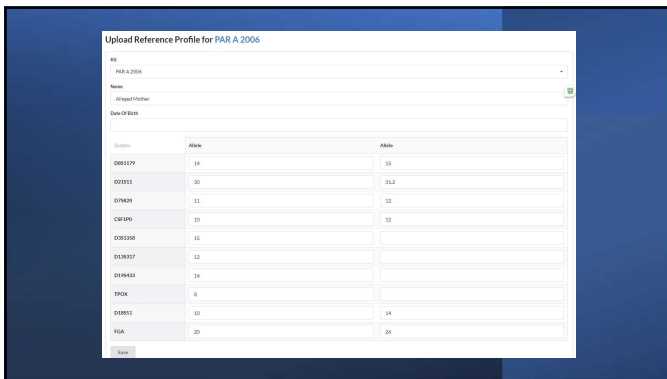 Upload Reference Profile for PAR A 2006
Kit
PAR A 2006
Name
Alleged Mother
Date Of Birth
System Allele Allele
D8S1179 14 15
D21S11 30 31.2
D7S820 11 12
CSF1PO 10 12
D3S1358 15
D13S317 12
D19S433 14
TPOX 8
D18S51 10 14
FGA 20 26
Save